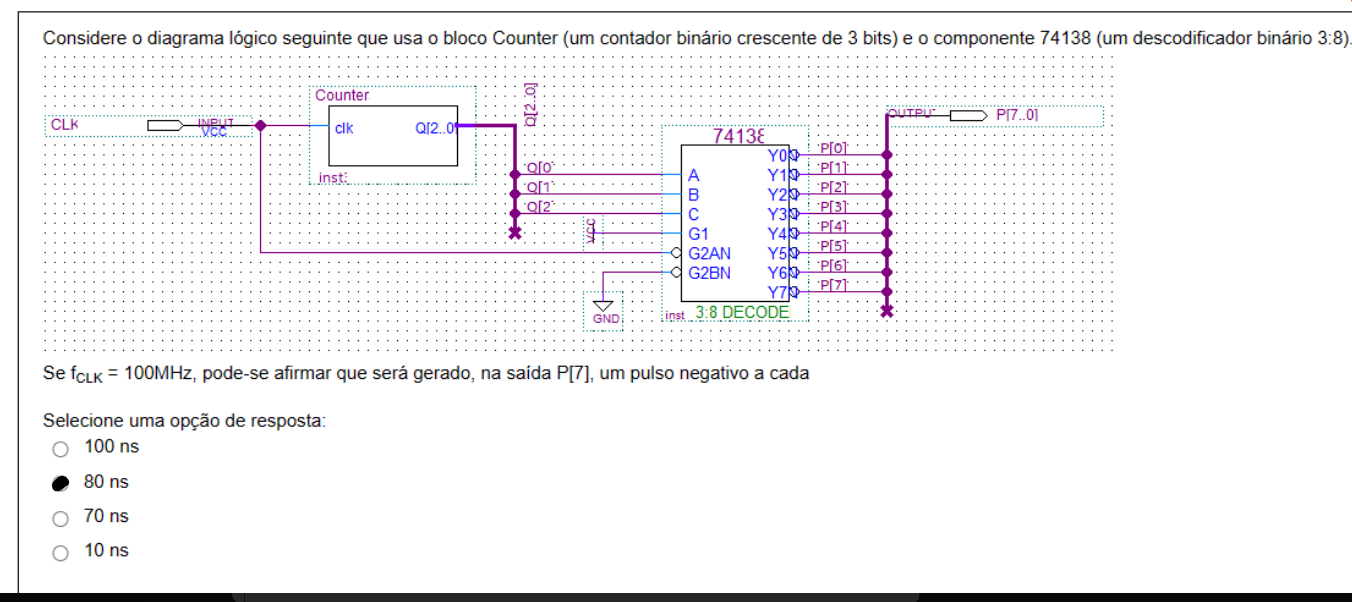 Considere o diagrama lógico seguinte que usa o bloco Counter (um contador binário crescente de 3 bits) e o componente 74138 (um descodificador binário 3:8).
Counter
Q[2..0]
OUTPUT
P[7..0]
CLK
INPUT
VCC
clk
Q[2..0
74138
inst
Y0N
P[0]
Q[0]
A
Y1N
P[1]
Q[1]
B
Y2N
P[2]
Q[2]
C
Y3N
P[3]
VCC
G1
Y4N
P[4]
G2AN
Y5N
P[5]
G2BN
Y6N
P[6]
Y7N
P[7]
GND
inst
3:8 DECODE
Se fCLK = 100MHz, pode-se afirmar que será gerado, na saída P[7], um pulso negativo a cada
Selecione uma opção de resposta:
100 ns
80 ns
70 ns
10 ns